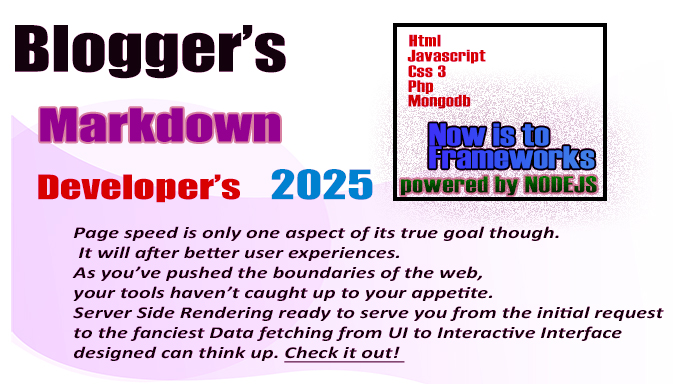 Blogger's
Markdown
Developer's 2025
Html
Javascript
Css 3
Php
Mongodb
Now is to
Frameworks
powered by NODEJS
Page speed is only one aspect of its true goal though.
It will after better user experiences.
As you've pushed the boundaries of the web,
your tools haven't caught up to your appetite.
Server Side Rendering ready to serve you from the initial request
to the fanciest Data fetching from UI to Interactive Interface
designed can think up. Check it out!